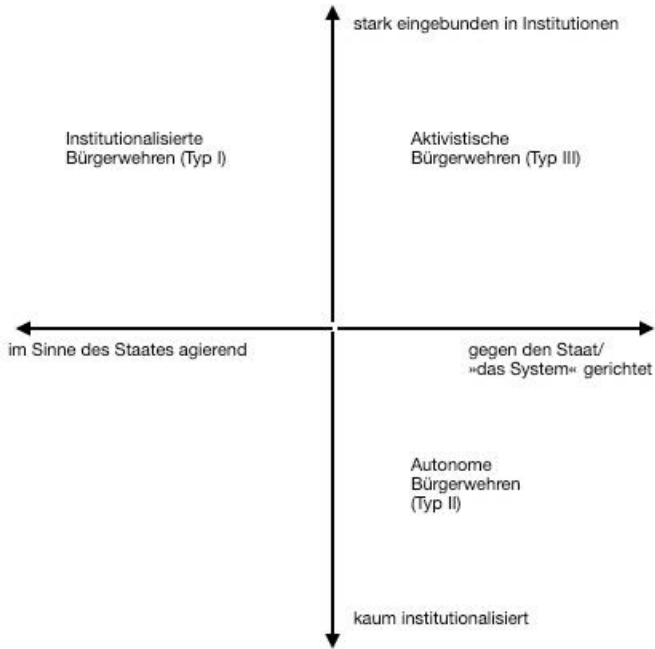 stark eingebunden in Institutionen
Institutionalisierte
Bürgerwehren (Typ I)
Aktivistische
Bürgerwehren (Typ III)
im Sinne des Staates agierend
gegen den Staat/
»das System« gerichtet
Autonome
Bürgerwehren
(Typ II)
kaum institutionalisiert